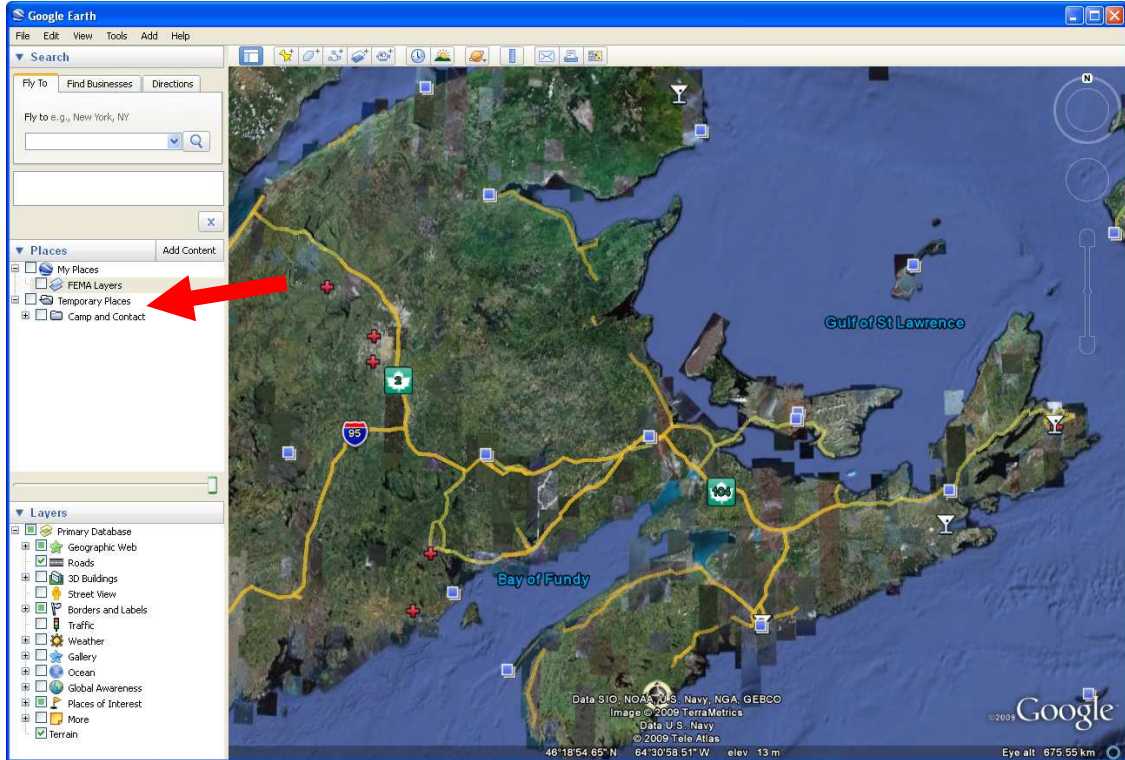 Google Earth
File Edit View Tools Add Help
Search
Fly To Find Businesses Directions
Fly to e.g., New York, NY
Places Add Content
My Places
FEMA Layers
Temporary Places
Camp and Contact
Layers
Primary Database
Geographic Web
Roads
3D Buildings
Street View
Borders and Labels
Traffic
Weather
Gallery
Ocean
Global Awareness
Places of Interest
More
Terrain
N
Gulf of St Lawrence
2
95
104
Bay of Fundy
Data SIO, NOAA, U.S. Navy, NGA, GEBCO
Image © 2009 TerraMetrics
Data U.S. Navy
© 2009 Tele Atlas
©2009 Google
46°18'54.65" N 64°30'58.51" W elev 13 m
Eye alt 675.55 km